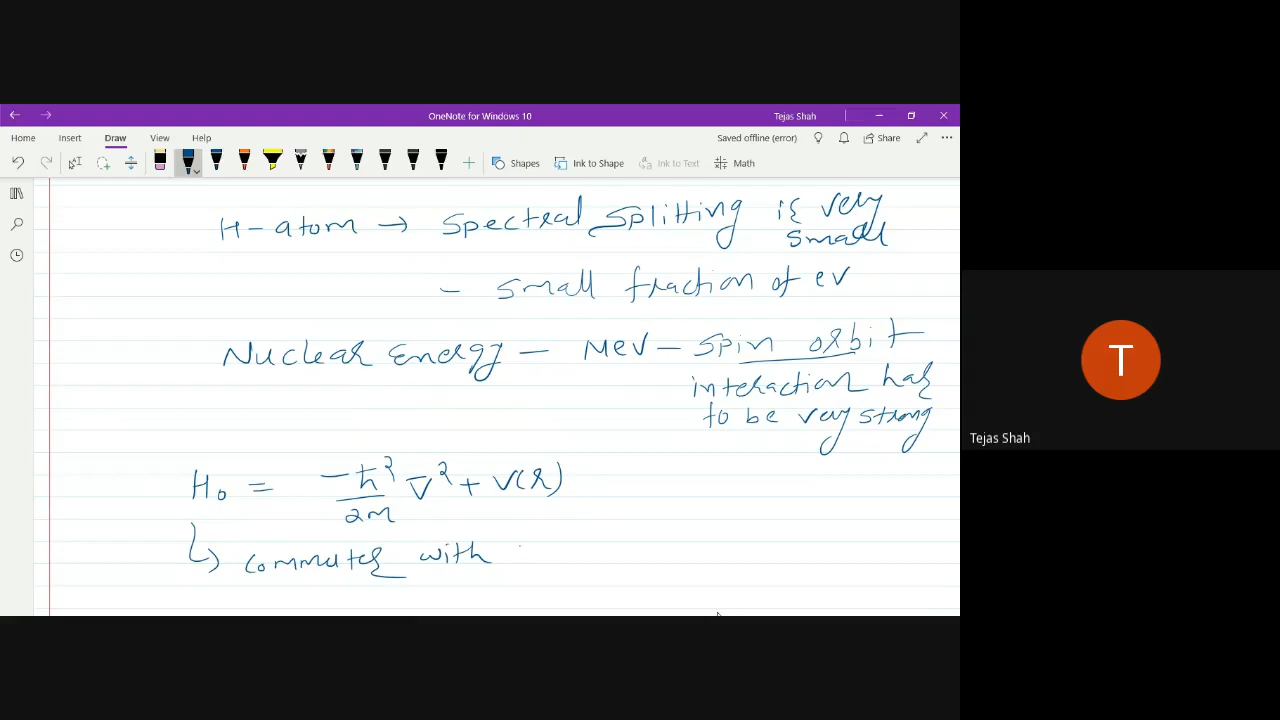 OneNote for Windows 10
Tejas Shah
Home Insert Draw View Help
Saved offline (error) Share
Shapes Ink to Shape Ink to Text Math
H-atom → Spectral splitting is very small
- small fraction of ev
Nuclear Energy - Mev - spin orbit
interaction has
to be very strong
H₀ = -ħ²/2m ∇² + V(r)
↳ commutes with
T
Tejas Shah